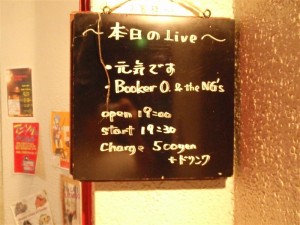 ～本日のLive～
・元気です
・Booker O. & the NG's
open 19:00
start 19:30
Charge 500yen
+ドリンク